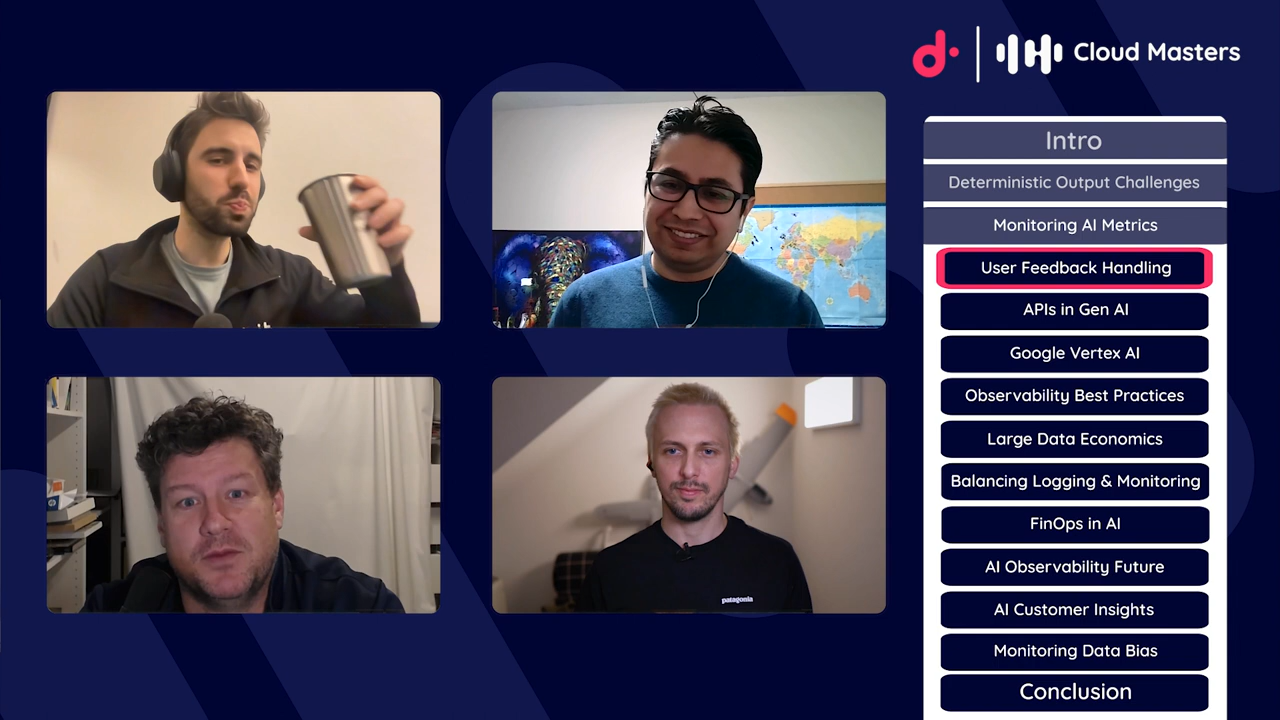 Cloud Masters
Intro
Deterministic Output Challenges
Monitoring AI Metrics
User Feedback Handling
APIs in Gen AI
Google Vertex AI
Observability Best Practices
Large Data Economics
Balancing Logging & Monitoring
FinOps in AI
AI Observability Future
AI Customer Insights
Monitoring Data Bias
Conclusion
patagonia